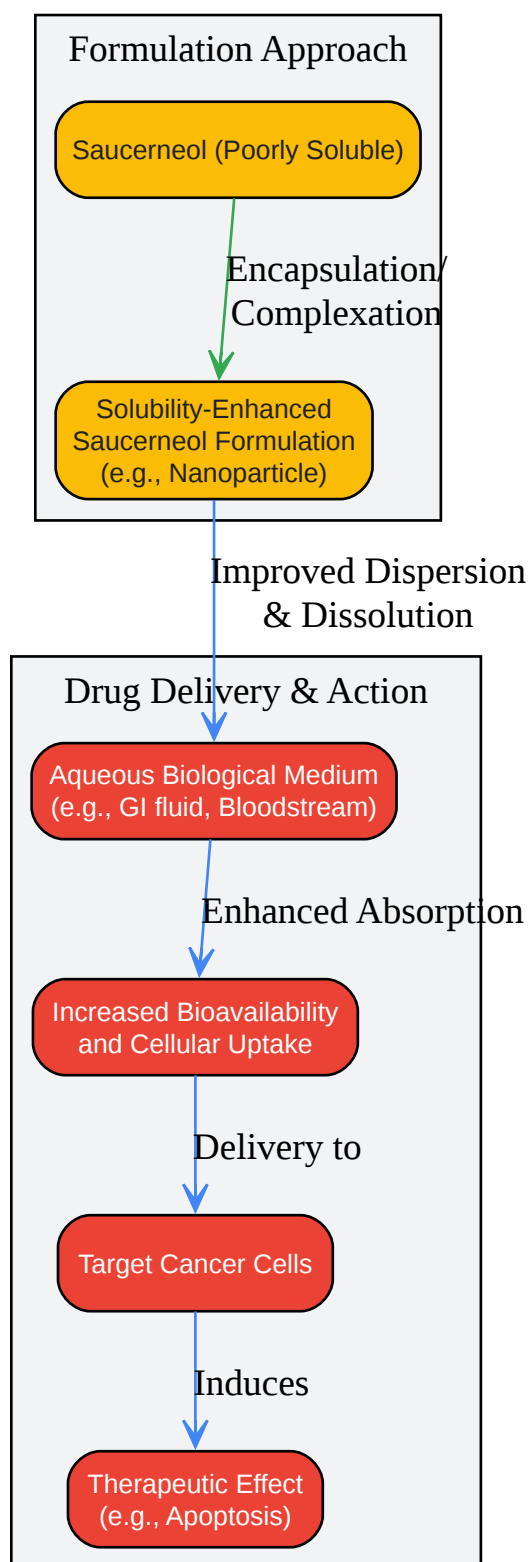 Formulation Approach
Saucerneol (Poorly Soluble)
Encapsulation/
Complexation
Solubility-Enhanced
Saucerneol Formulation
(e.g., Nanoparticle)
Improved Dispersion
& Dissolution
Drug Delivery & Action
Aqueous Biological Medium
(e.g., GI fluid, Bloodstream)
Enhanced Absorption
Increased Bioavailability
and Cellular Uptake
Delivery to
Target Cancer Cells
Induces
Therapeutic Effect
(e.g., Apoptosis)